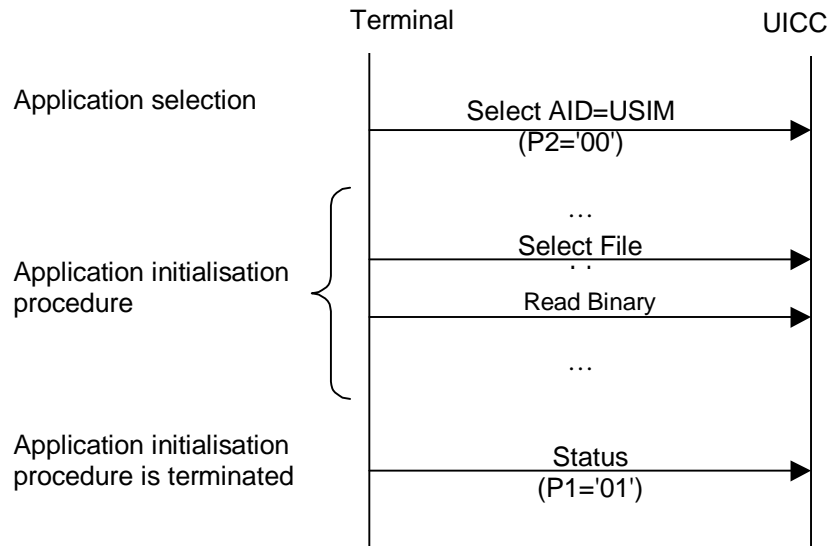 Terminal
UICC
Application selection
Select AID=USIM
(P2='00')
...
Select File
. .
Application initialisation
procedure
Read Binary
...
Application initialisation
procedure is terminated
Status
(P1='01')